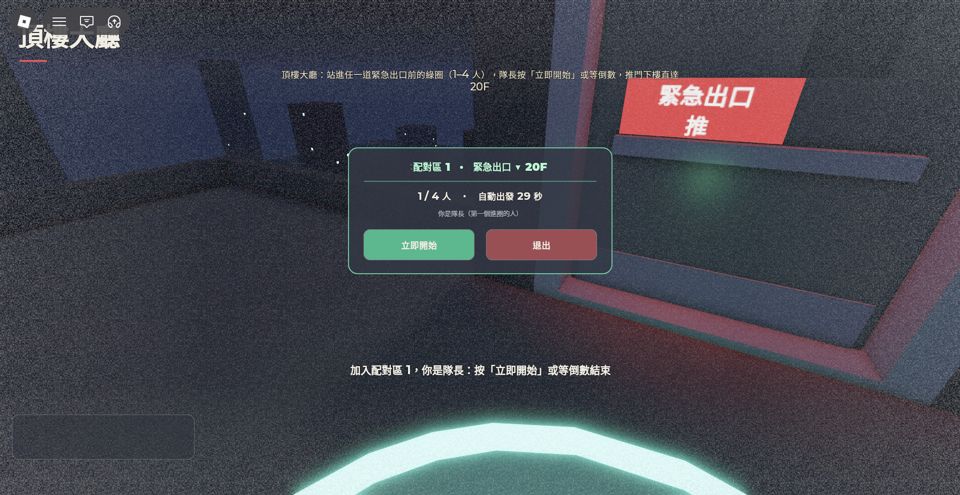 頂樓大廳
頂樓大廳：站進任一道緊急出口前的綠圈（1–4 人），隊長按「立即開始」或等倒數，推門下樓直達
20F
緊急出口
推
配對區 1 • 緊急出口 ▼ 20F
1 / 4 人 • 自動出發 29 秒
你是隊長（第一個進圈的人）
立即開始 退出
加入配對區 1，你是隊長：按「立即開始」或等倒數結束